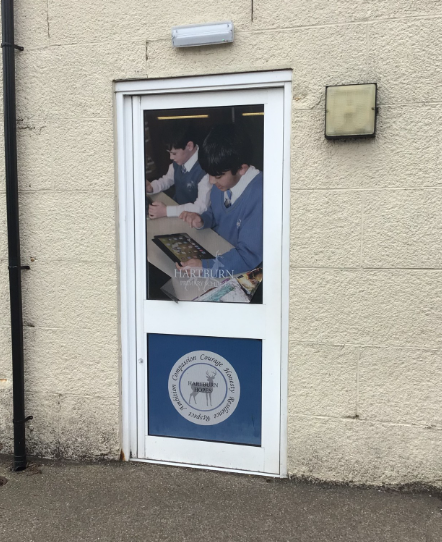 HARTBURN
Ambition Compassion Courage Honesty Resilience Respect
HARTBURN